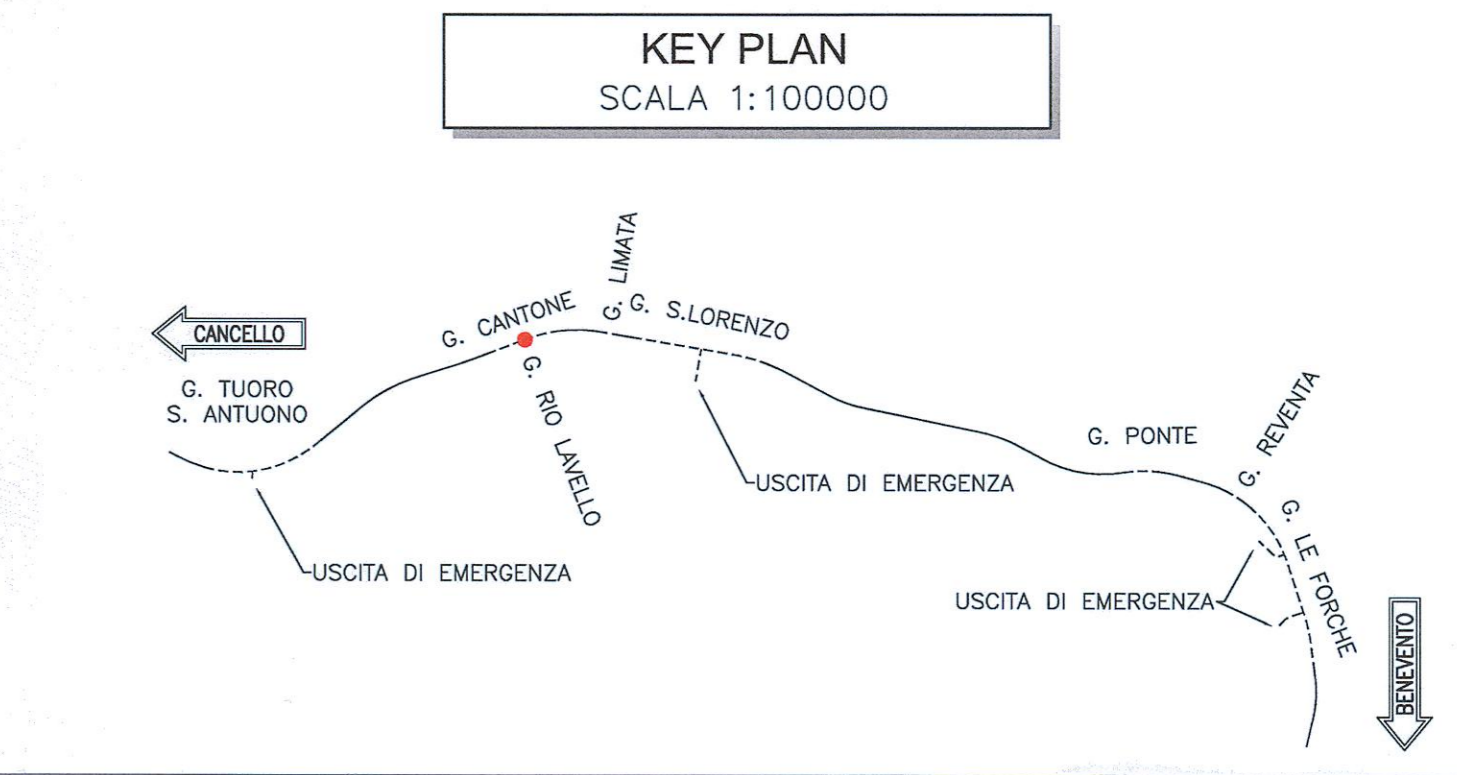 KEY PLAN
SCALA 1:100000
CANCELLO
G. TUORO
S. ANTUONO
G. CANTONE
G. RIO LAVELLO
G. LIMATA
G. S.LORENZO
USCITA DI EMERGENZA
USCITA DI EMERGENZA
G. PONTE
G. REVENTA
G. LE FORCHE
USCITA DI EMERGENZA
BENEVENTO